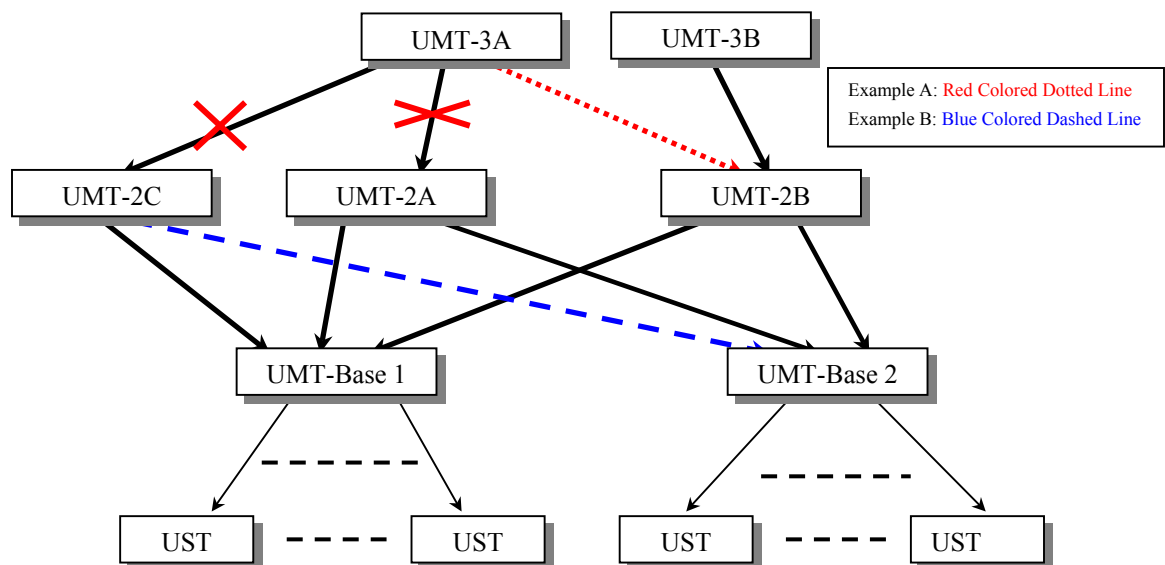 UMT-3A
UMT-3B
Example A: Red Colored Dotted Line
Example B: Blue Colored Dashed Line
UMT-2C
UMT-2A
UMT-2B
UMT-Base 1
UMT-Base 2
UST
UST
UST
UST